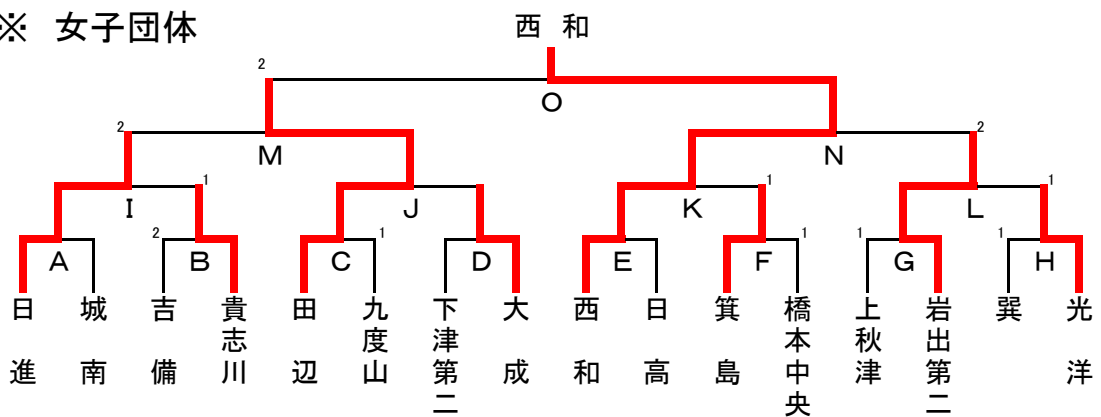 ※ 女子団体
西和
2
O
2
2
M
N
1
1
1
I
J
K
L
2
1
1
1
1
A
B
C
D
E
F
G
H
日進
城南
吉備
貴志川
田辺
九度山
下津第二
大成
西和
日高
箕島
橋本中央
上秋津
岩出第二
巽
光洋